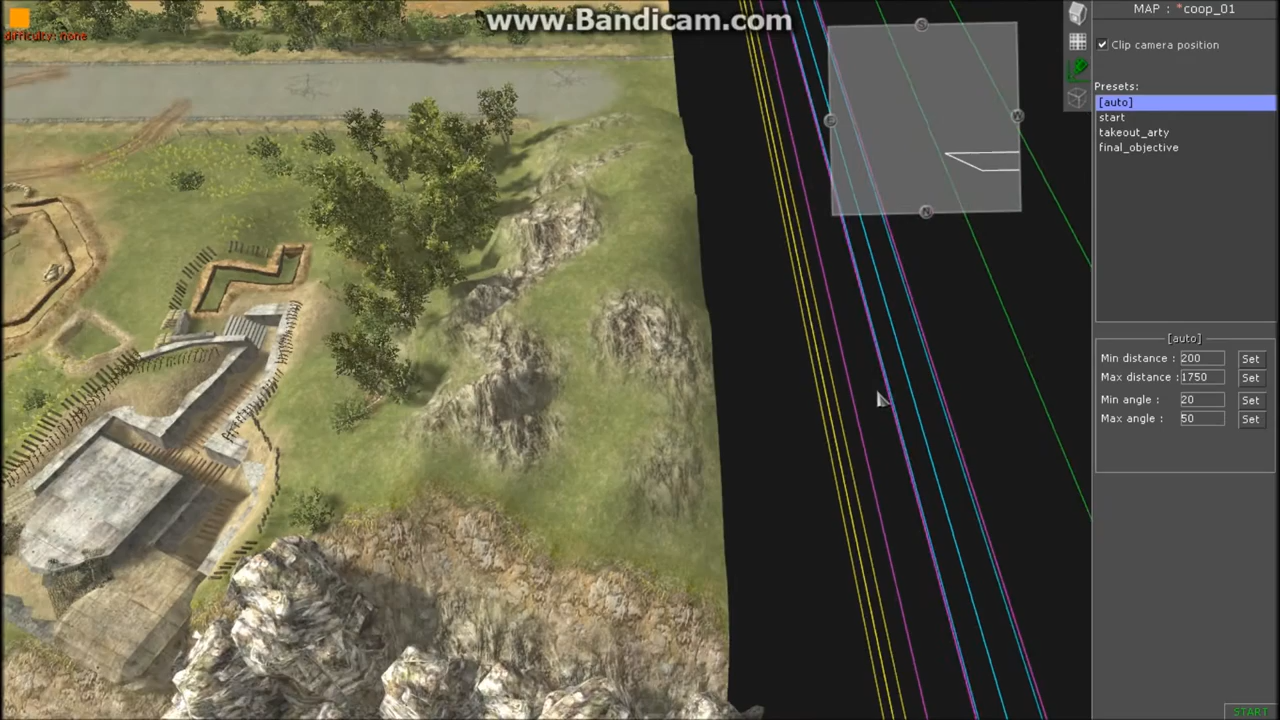 www.Bandicam.com
difficulty: none
MAP : *coop_01
Clip camera position
Presets:
[auto]
start
takeout_arty
final_objective
[auto]
Min distance : 200 Set
Max distance : 1750 Set
Min angle : 20 Set
Max angle : 50 Set
START